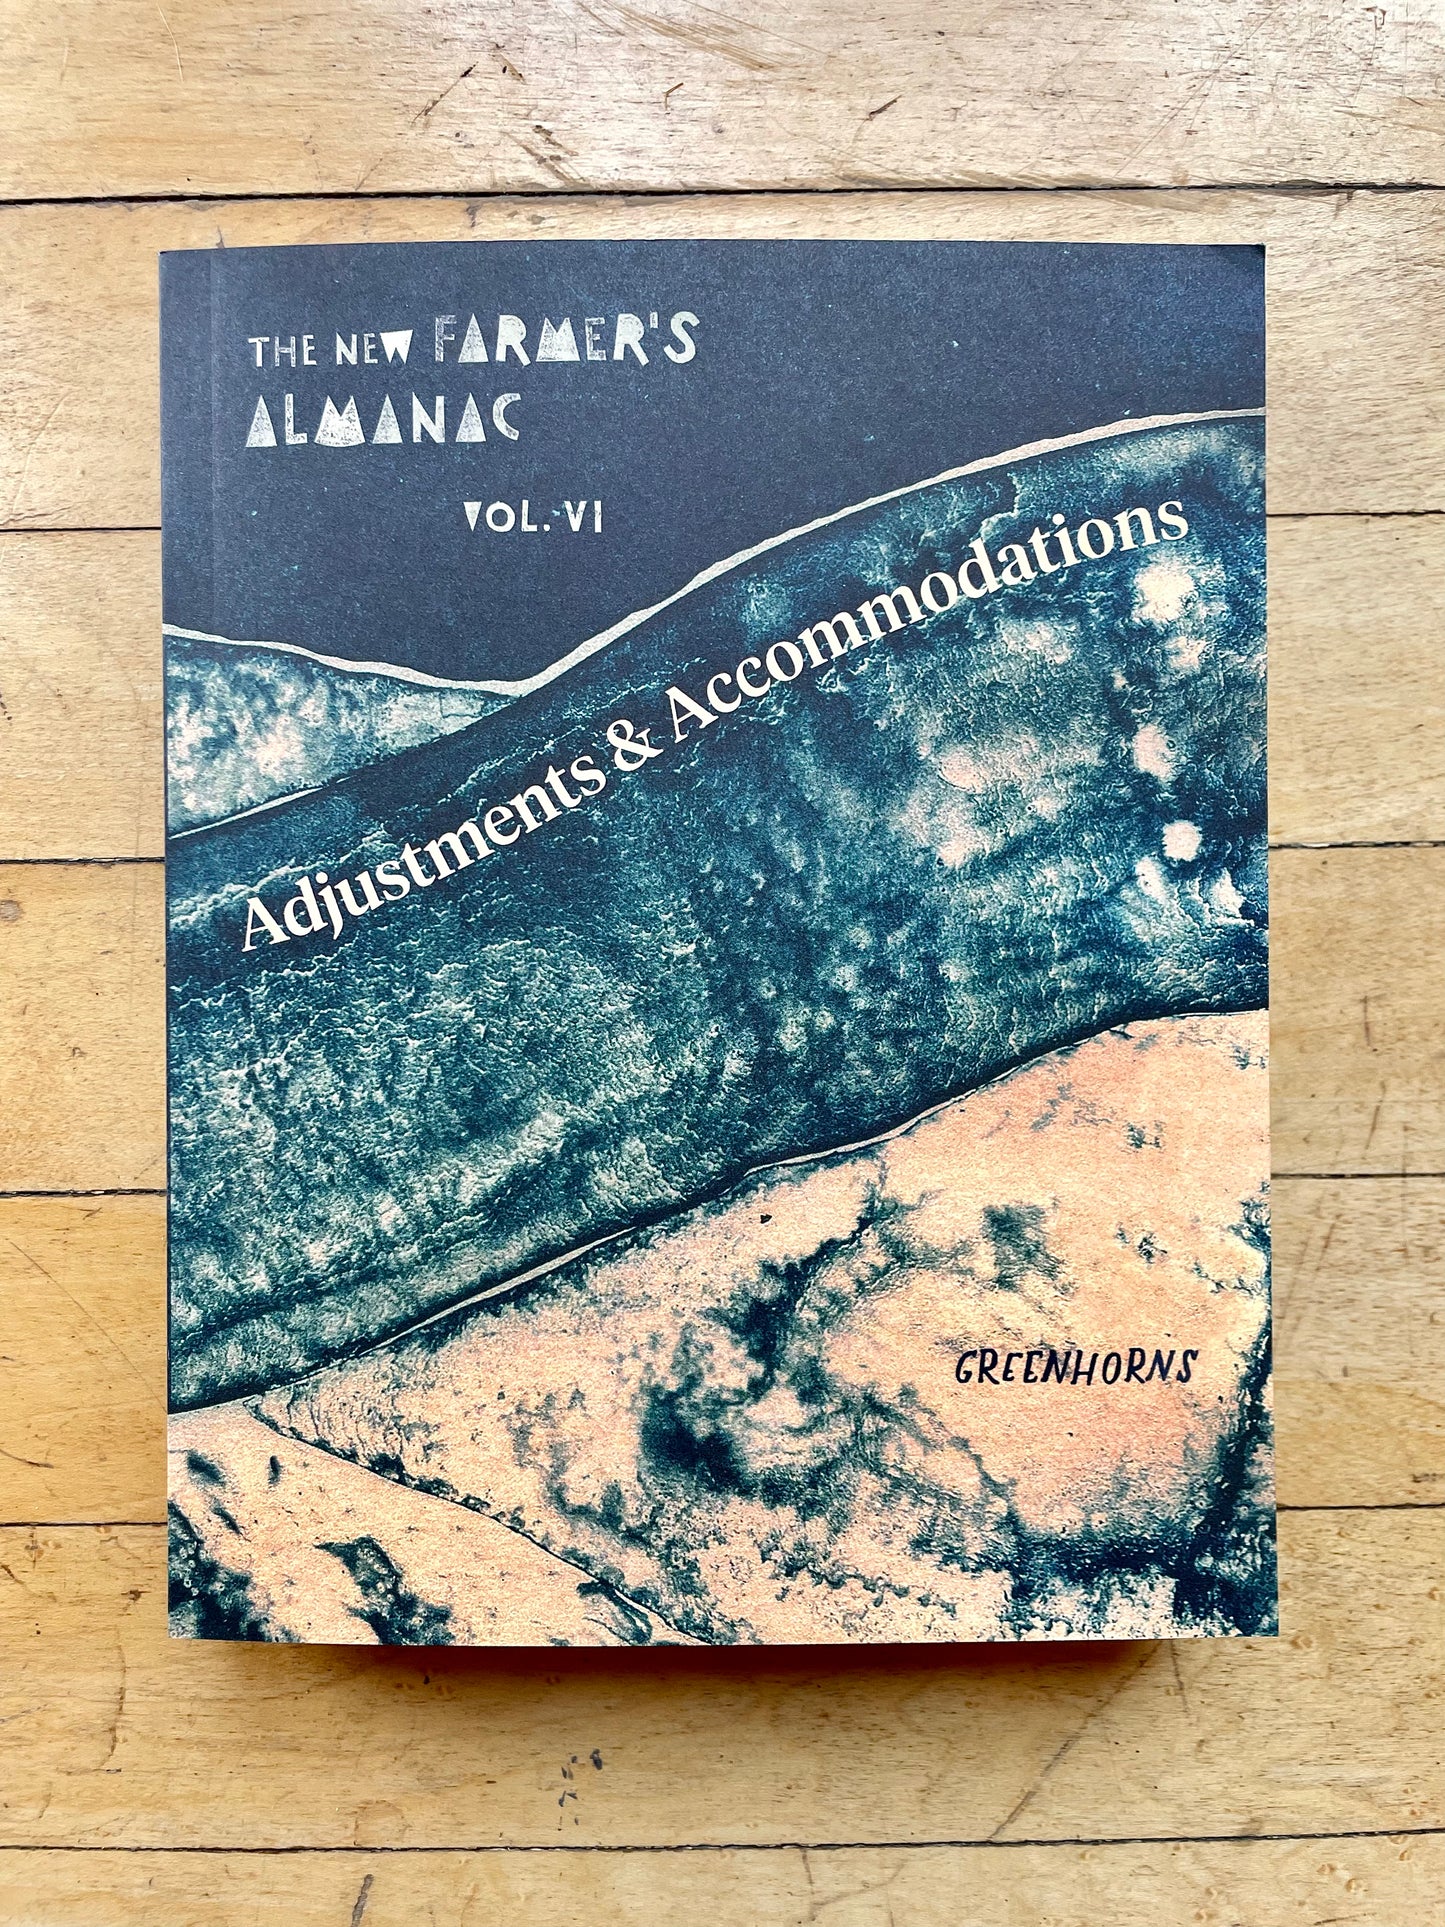 THE NEW FARMER'S
ALMANAC
VOL. VI
Adjustments & Accommodations
GREENHORNS